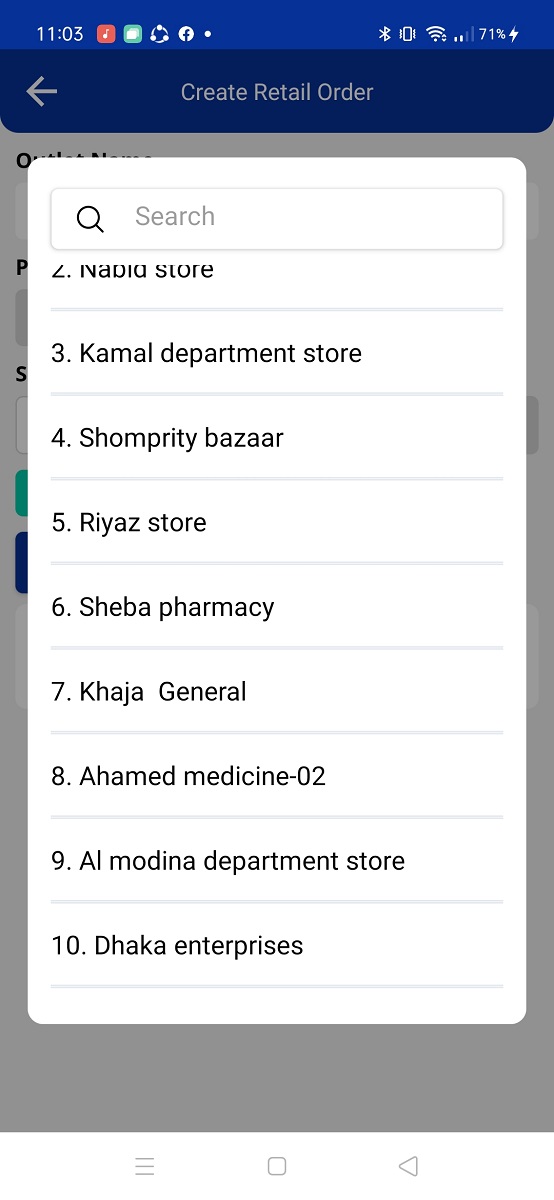 11:03
71%
Create Retail Order
Search
2. Nabid store
3. Kamal department store
4. Shomprity bazaar
5. Riyaz store
6. Sheba pharmacy
7. Khaja  General
8. Ahamed medicine-02
9. Al modina department store
10. Dhaka enterprises